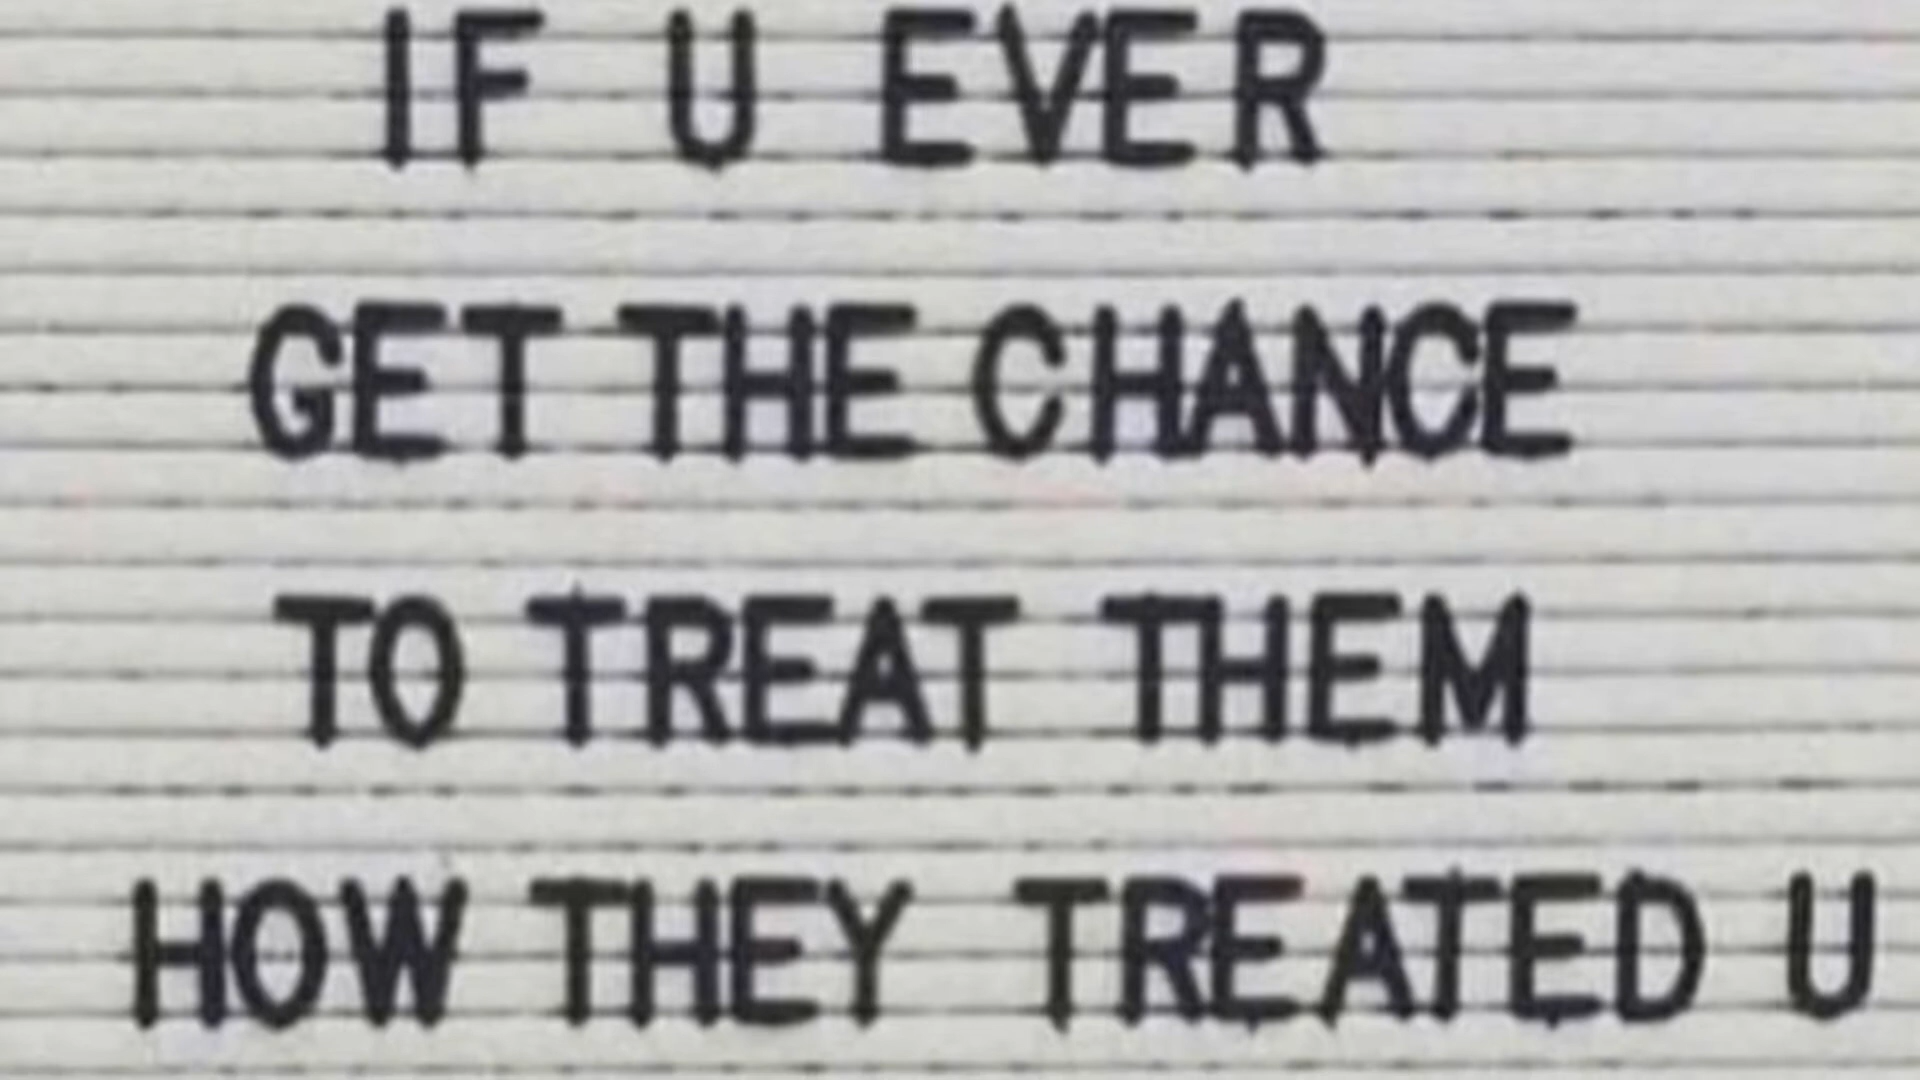 IF U EVER
GET THE CHANCE
TO TREAT THEM
HOW THEY TREATED U